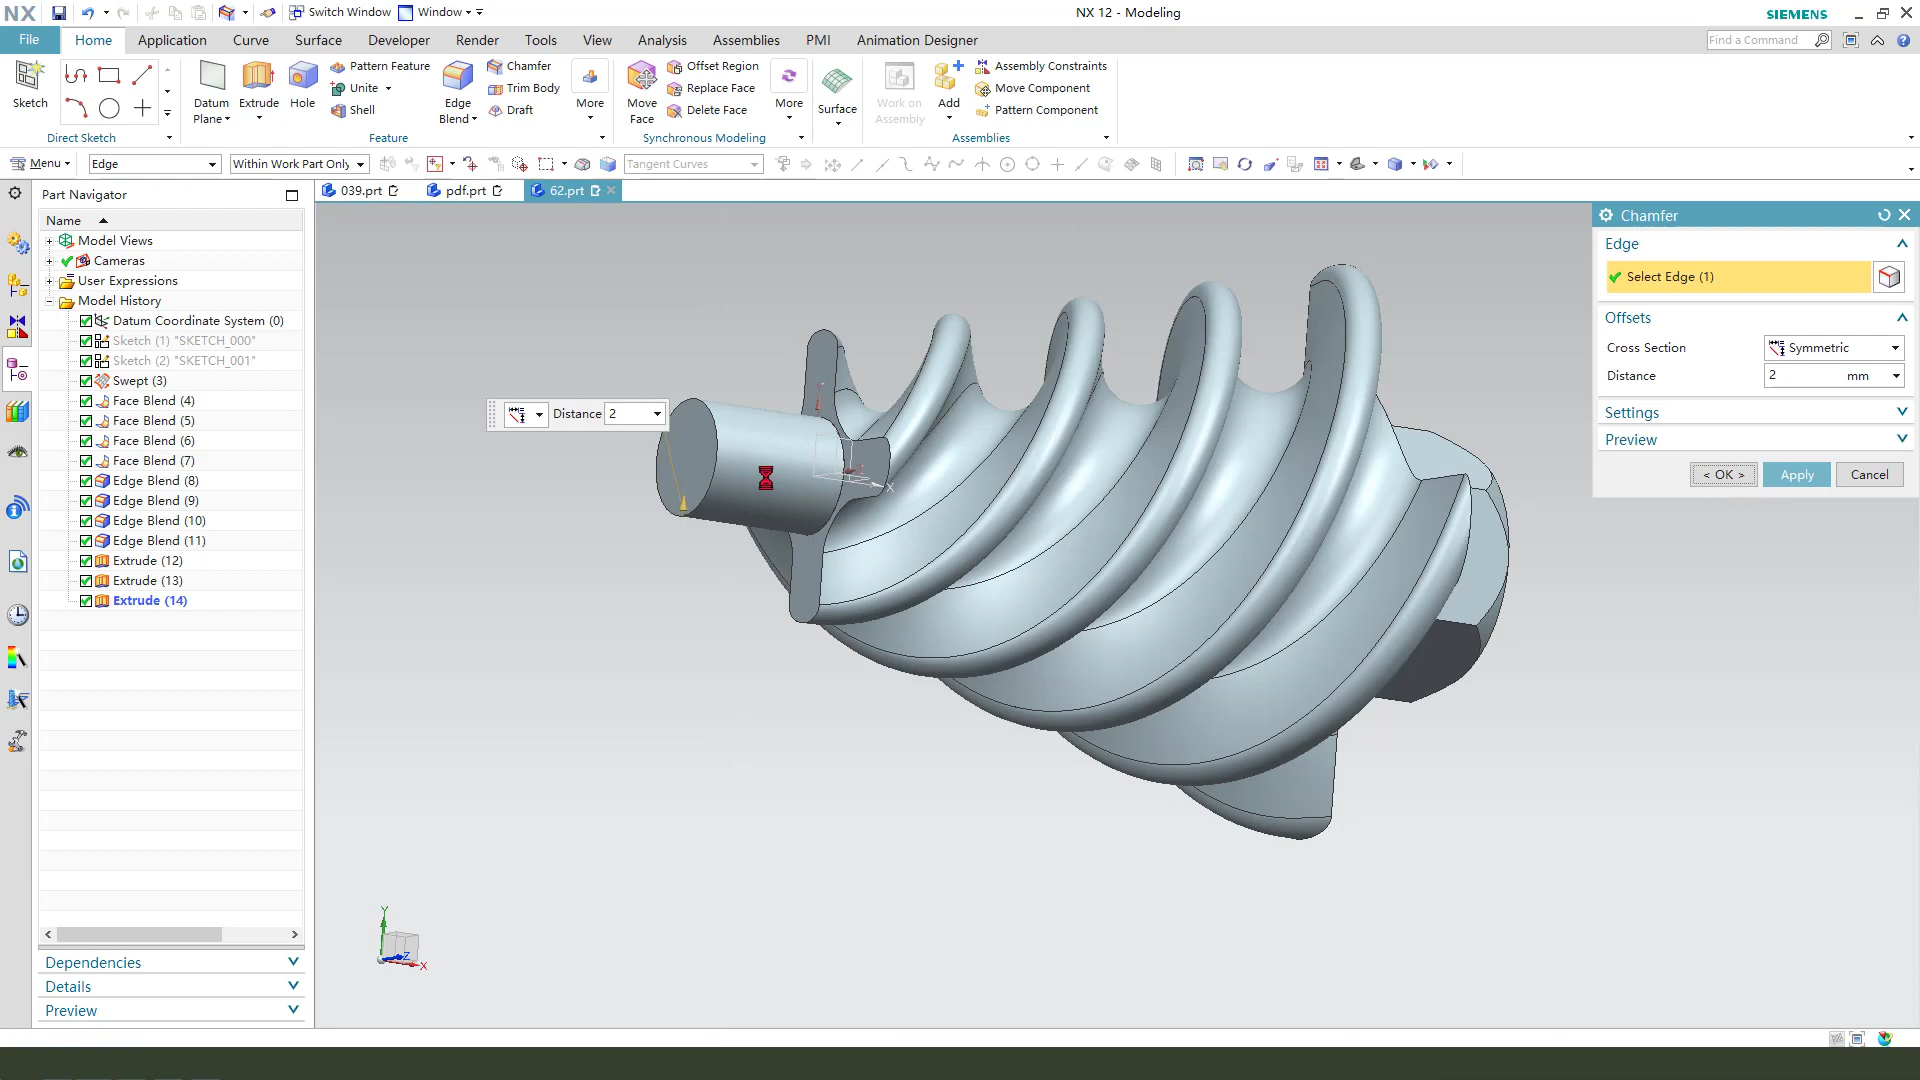 NX
Switch Window
Window
NX 12 - Modeling
SIEMENS
File
Home
Application
Curve
Surface
Developer
Render
Tools
View
Analysis
Assemblies
PMI
Animation Designer
Find a Command
Sketch
Direct Sketch
Datum Plane
Extrude
Hole
Pattern Feature
Unite
Shell
Edge Blend
Chamfer
Trim Body
Draft
More
Feature
Move Face
Offset Region
Replace Face
Delete Face
More
Synchronous Modeling
Surface
Work on Assembly
Add
Assembly Constraints
Move Component
Pattern Component
Assemblies
Menu
Edge
Within Work Part Only
Tangent Curves
Part Navigator
039.prt
pdf.prt
62.prt
Name
Model Views
Cameras
User Expressions
Model History
Datum Coordinate System (0)
Sketch (1) "SKETCH_000"
Sketch (2) "SKETCH_001"
Swept (3)
Face Blend (4)
Face Blend (5)
Face Blend (6)
Face Blend (7)
Edge Blend (8)
Edge Blend (9)
Edge Blend (10)
Edge Blend (11)
Extrude (12)
Extrude (13)
Extrude (14)
Dependencies
Details
Preview
Distance 2
X
Y
Z
X
Chamfer
Edge
Select Edge (1)
Offsets
Cross Section
Symmetric
Distance
2 mm
Settings
Preview
< OK >
Apply
Cancel